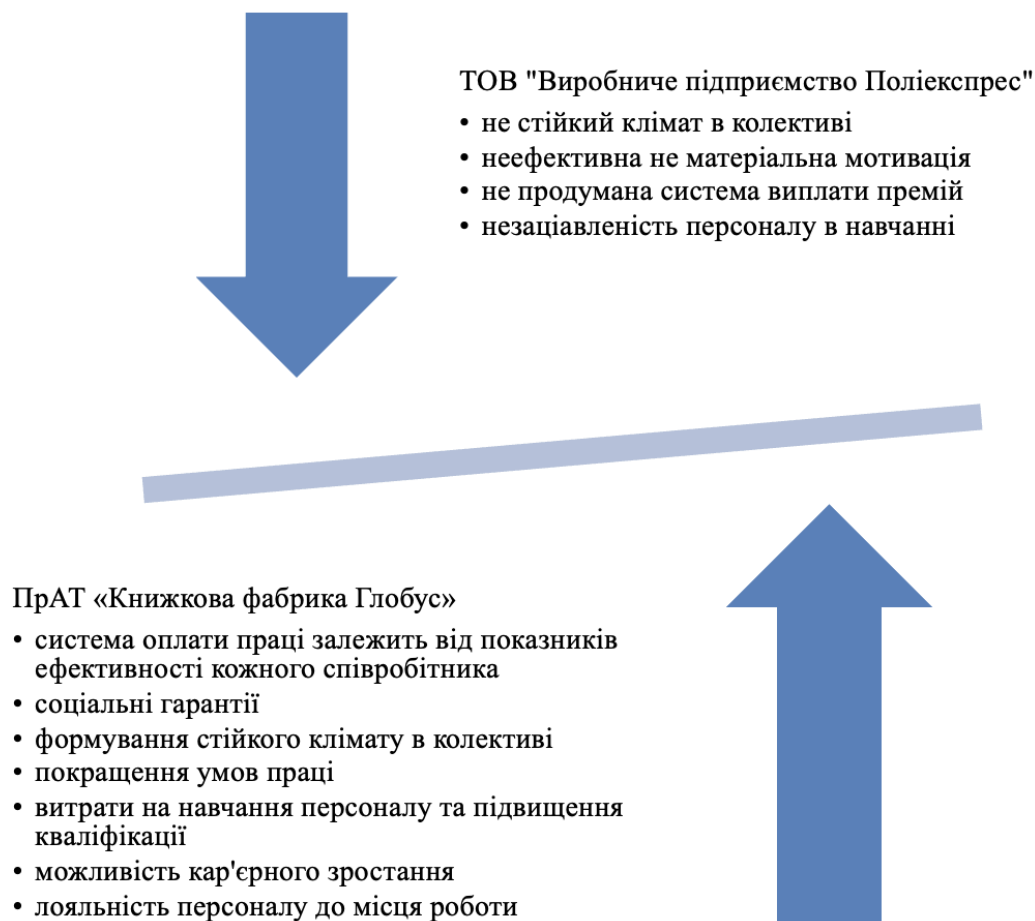 ТОВ "Виробниче підприємство Поліекспрес"
• не стійкий клімат в колективі
• неефективна не матеріальна мотивація
• не продумана система виплати премій
• незаціавленість персоналу в навчанні
ПрАТ «Книжкова фабрика Глобус»
• система оплати праці залежить від показників
ефективності кожного співробітника
• соціальні гарантії
• формування стійкого клімату в колективі
• покращення умов праці
• витрати на навчання персоналу та підвищення
кваліфікації
• можливість кар'єрного зростання
• лояльність персоналу до місця роботи